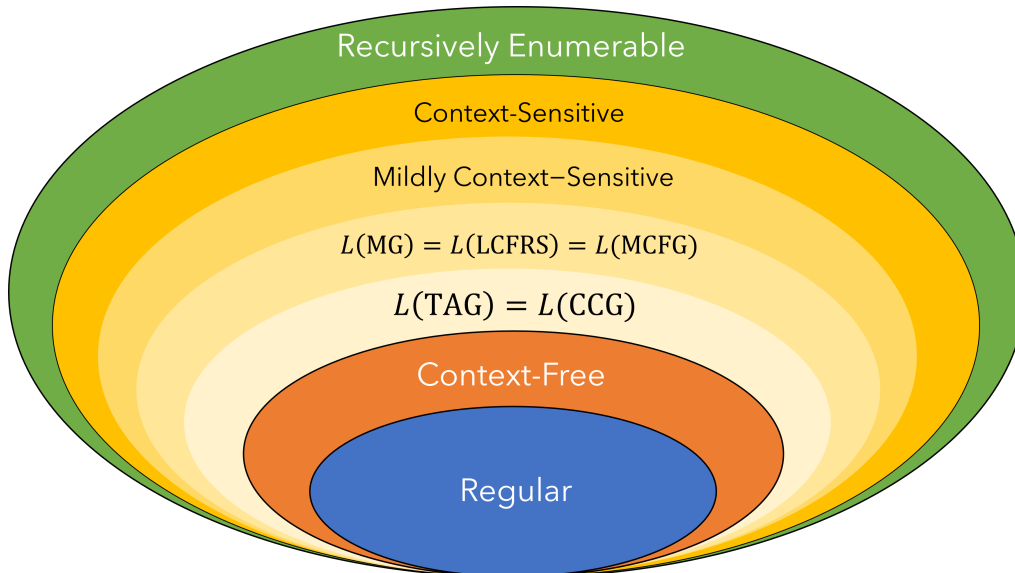 Recursively Enumerable
Context-Sensitive
Mildly Context−Sensitive
L(MG) = L(LCFRS) = L(MCFG)
L(TAG) = L(CCG)
Context-Free
Regular